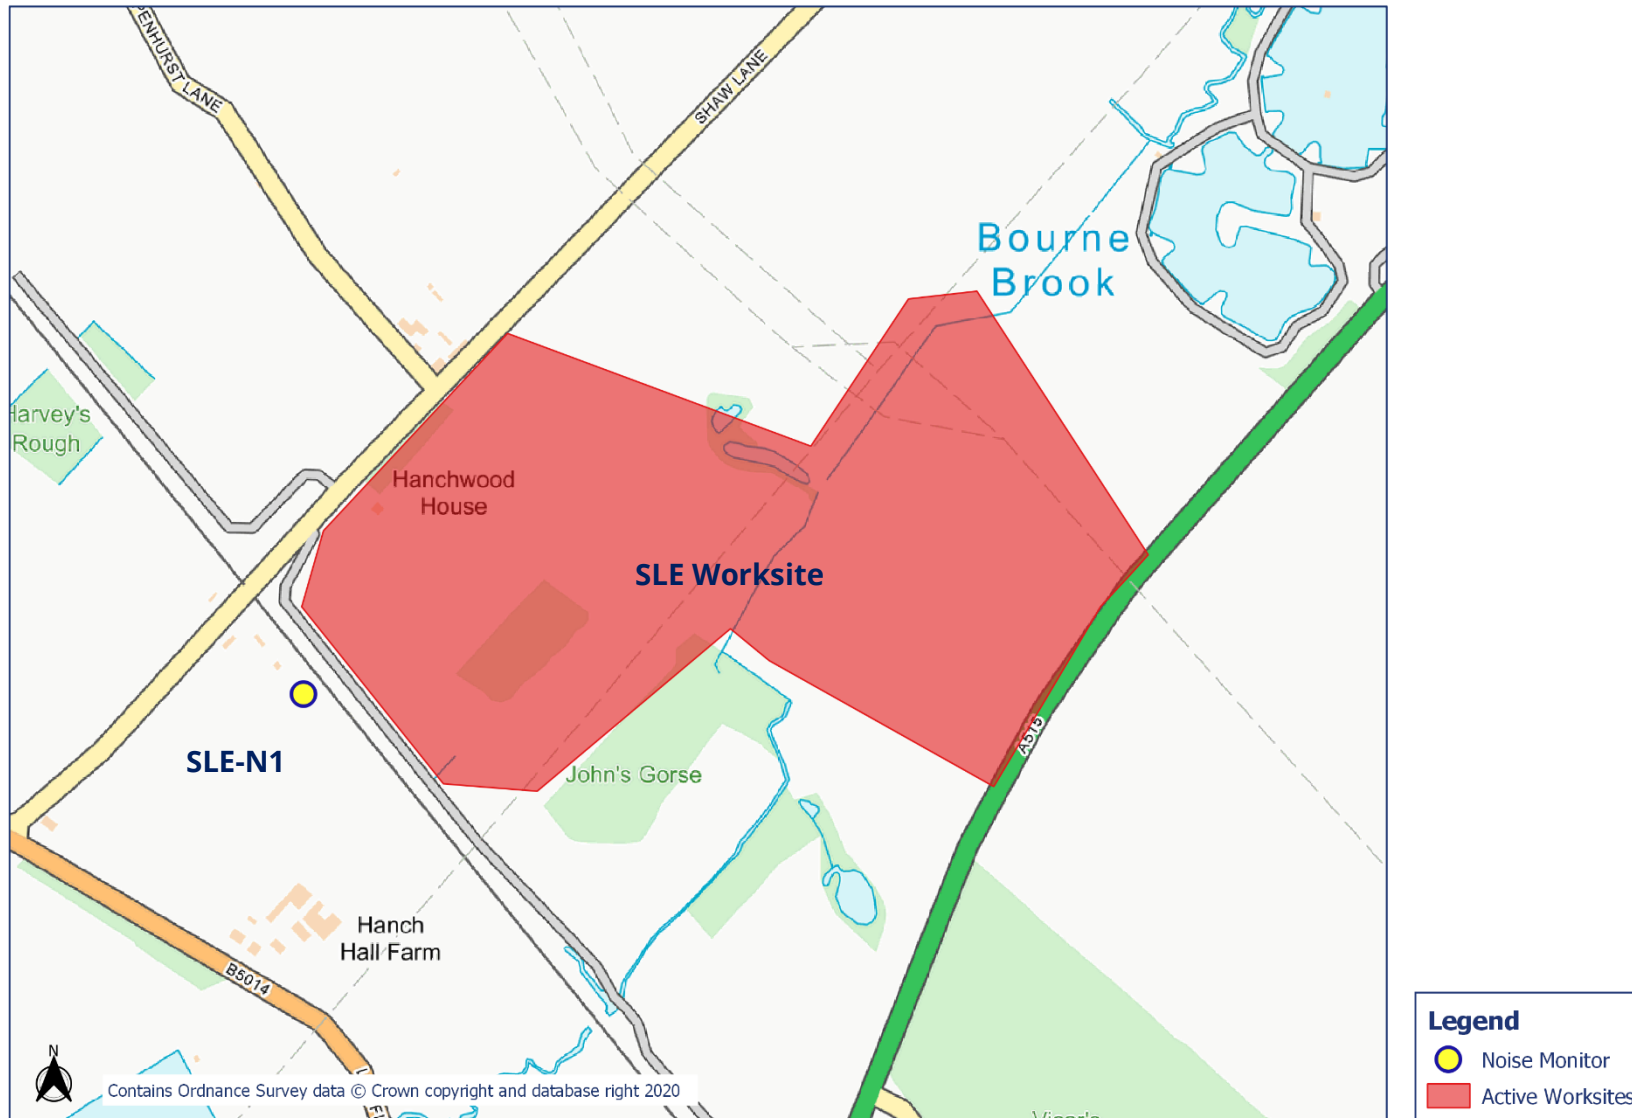 PENHURST LANE
SHAW LANE
Bourne
Brook
Harvey's
Rough
Hanchwood
House
SLE Worksite
A515
SLE-N1
John's Gorse
Hanch
Hall Farm
B5014
N
Contains Ordnance Survey data © Crown copyright and database right 2020
Legend
Noise Monitor
Active Worksites